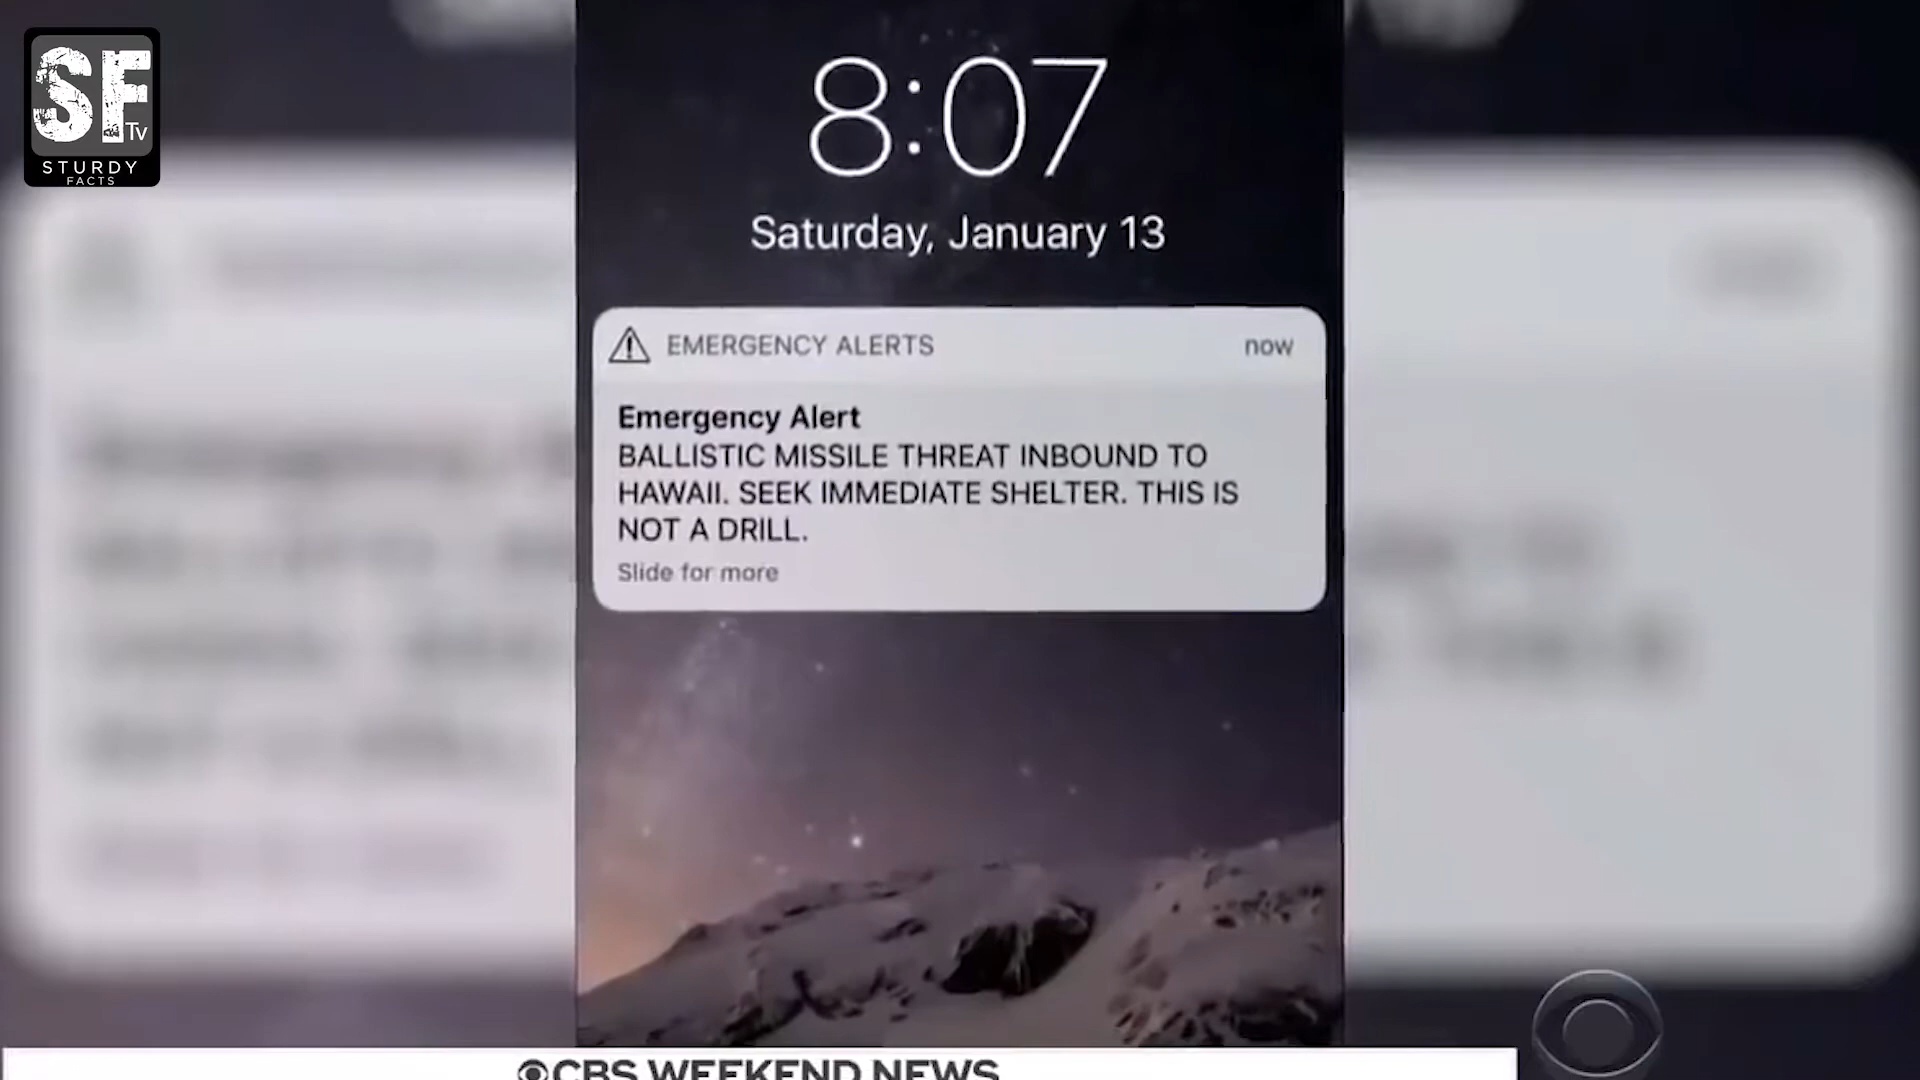 SF
Tv
STURDY
FACTS
8:07
Saturday, January 13
EMERGENCY ALERTS now
Emergency Alert
BALLISTIC MISSILE THREAT INBOUND TO
HAWAII. SEEK IMMEDIATE SHELTER. THIS IS
NOT A DRILL.
Slide for more
CBS WEEKEND NEWS